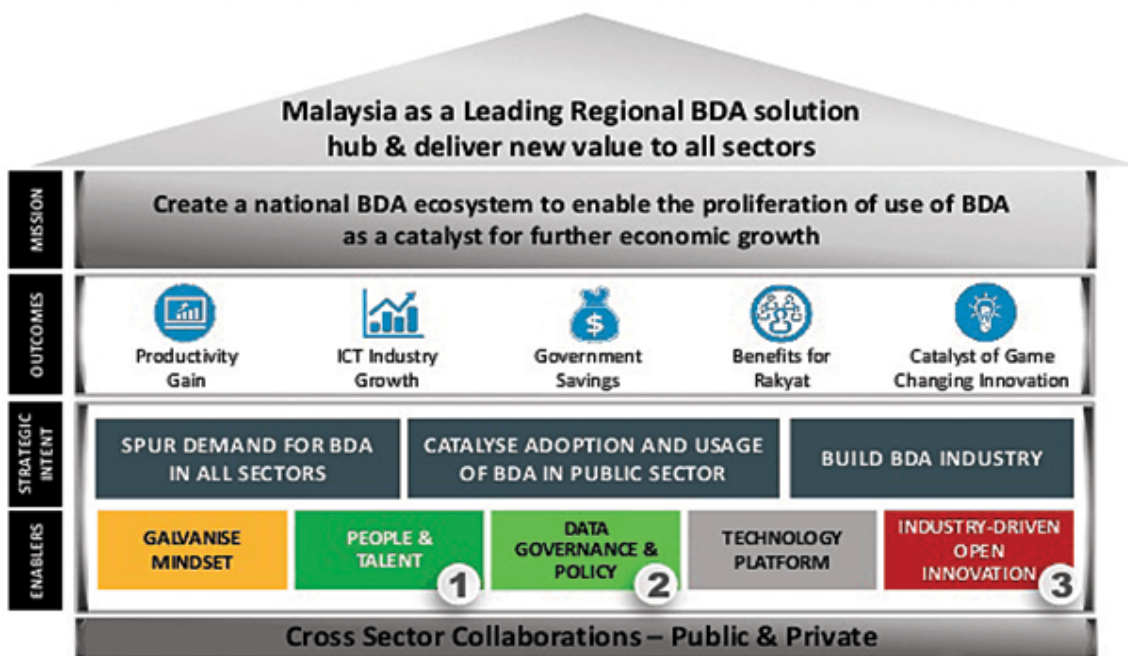 Malaysia as a Leading Regional BDA solution
hub & deliver new value to all sectors
MISSION
Create a national BDA ecosystem to enable the proliferation of use of BDA
as a catalyst for further economic growth
OUTCOMES
Productivity
Gain
ICT Industry
Growth
$
Government
Savings
Benefits for
Rakyat
Catalyst of Game
Changing Innovation
STRATEGIC
INTENT
SPUR DEMAND FOR BDA
IN ALL SECTORS
CATALYSE ADOPTION AND USAGE
OF BDA IN PUBLIC SECTOR
BUILD BDA INDUSTRY
ENABLERS
GALVANISE
MINDSET
PEOPLE &
TALENT
1
DATA
GOVERNANCE &
POLICY
2
TECHNOLOGY
PLATFORM
INDUSTRY-DRIVEN
OPEN
INNOVATION
3
Cross Sector Collaborations – Public & Private